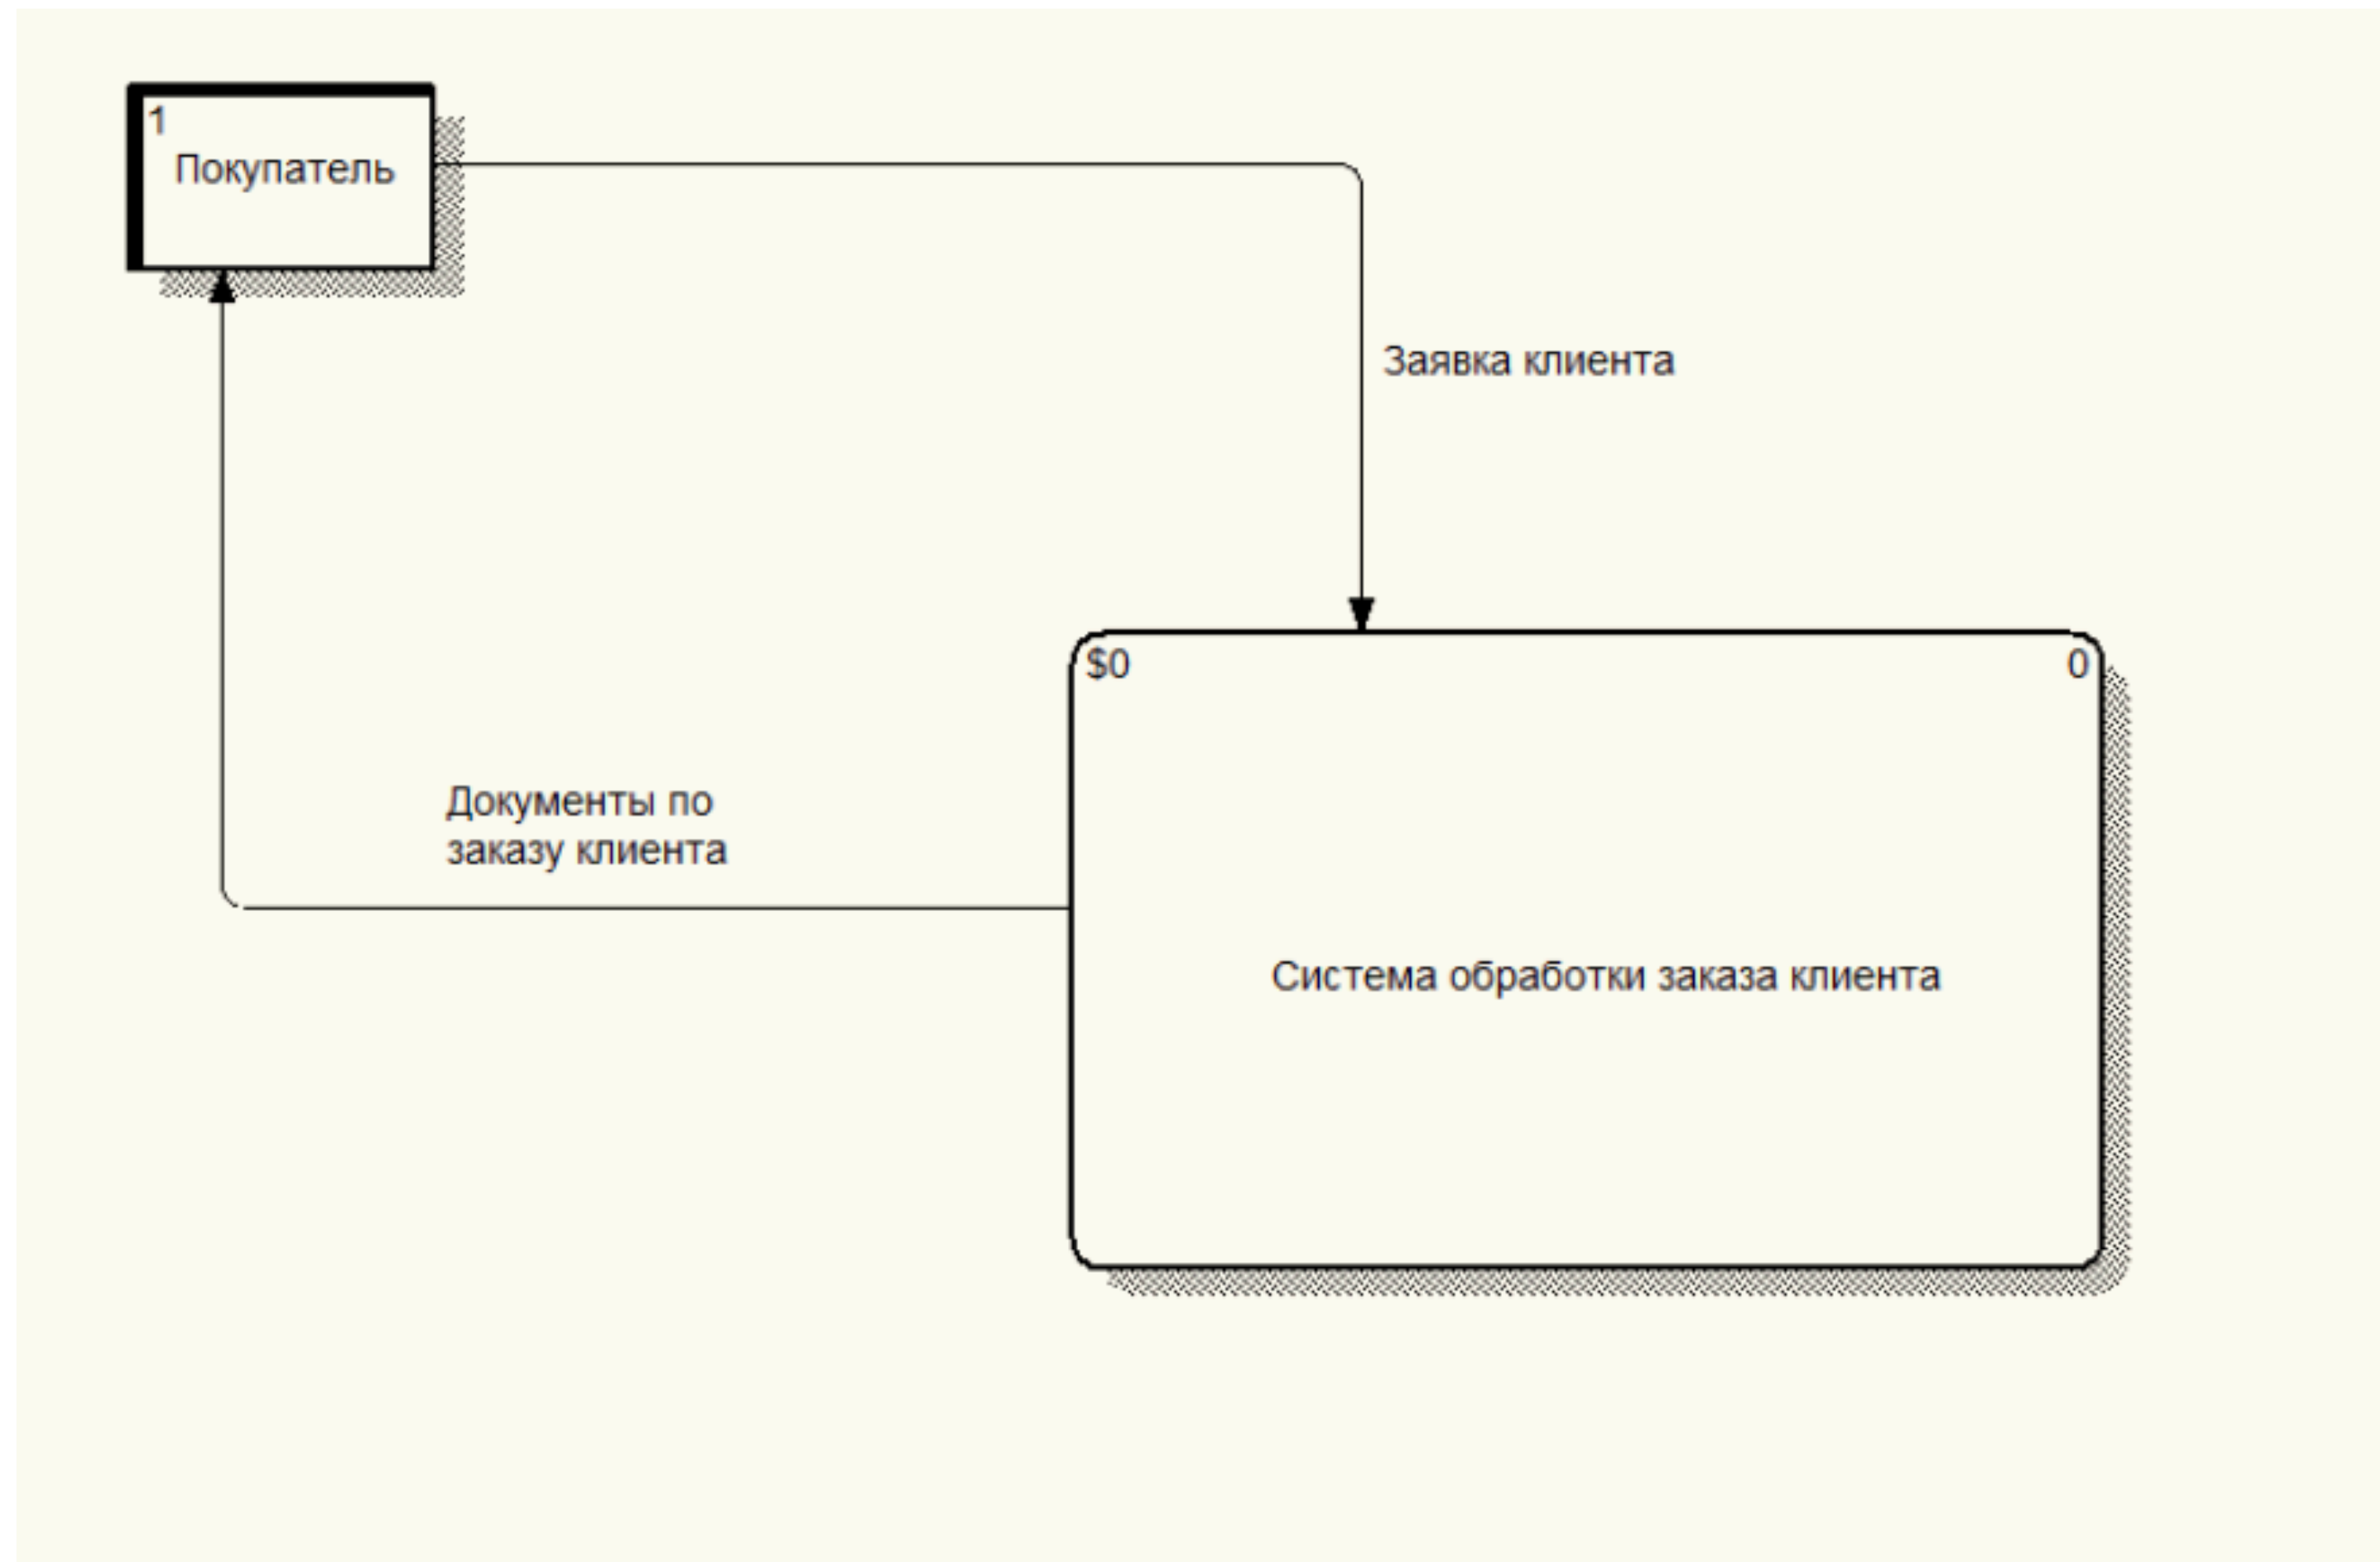 1
Покупатель
Заявка клиента
$0
0
Документы по
заказу клиента
Система обработки заказа клиента